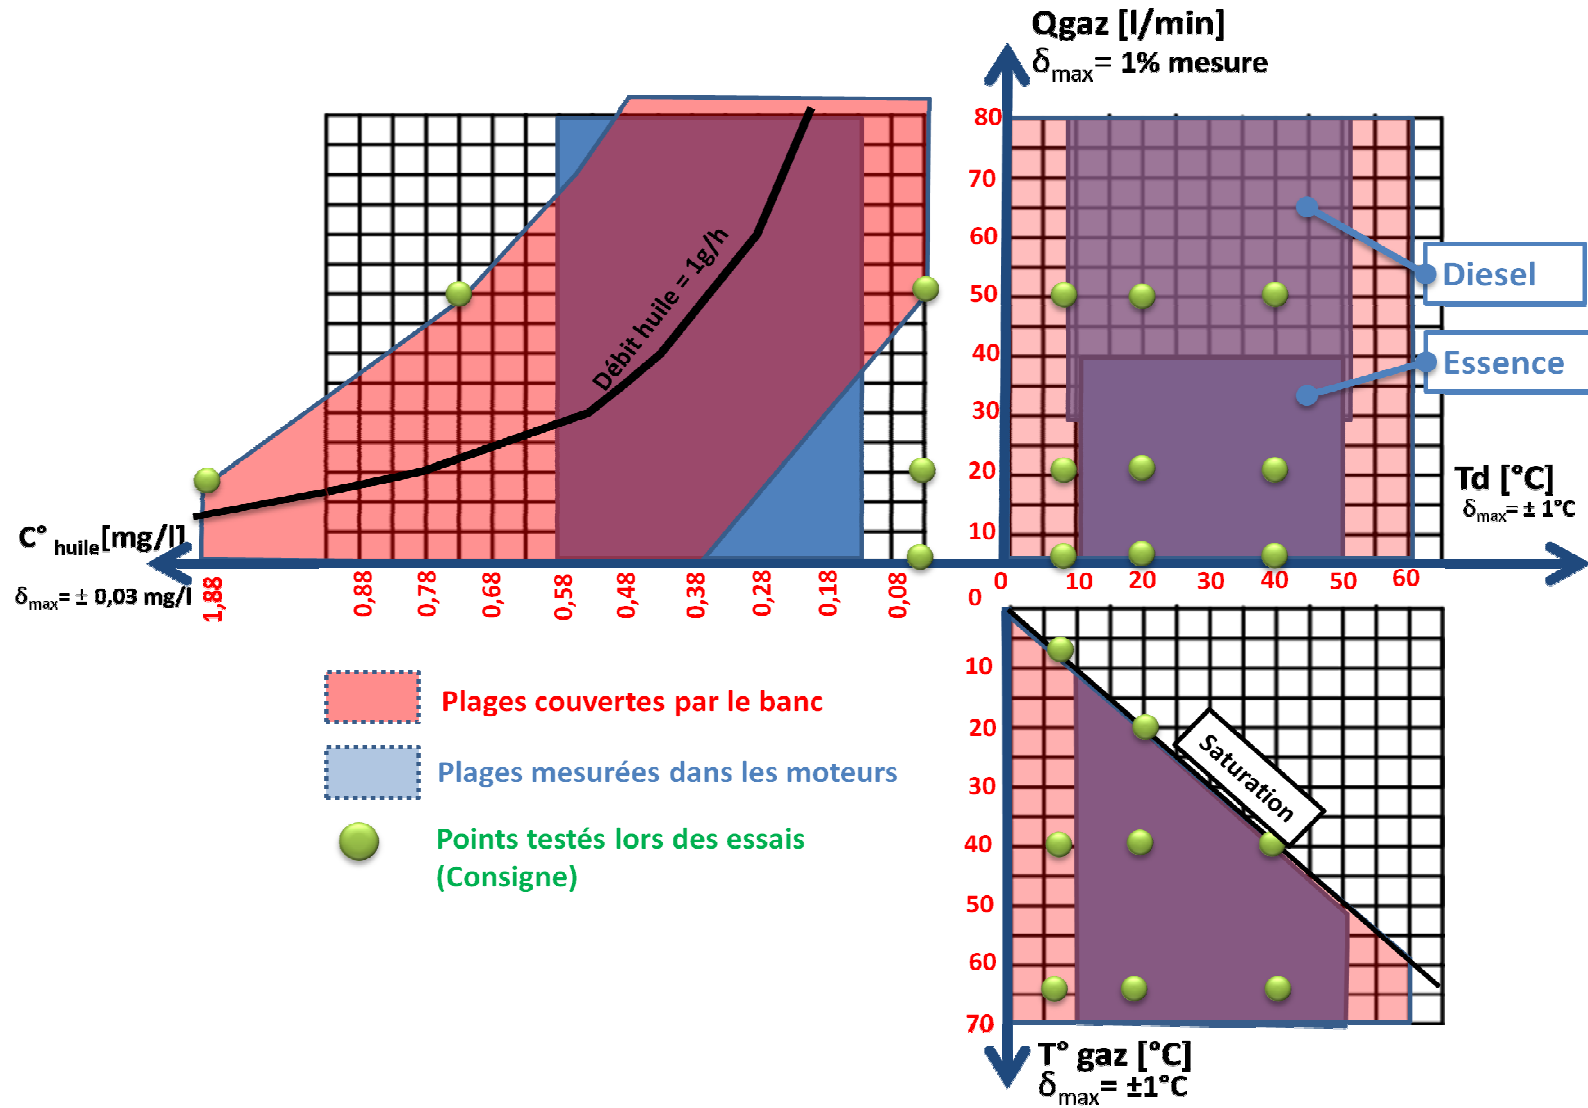 Qgaz [l/min]
δmax= 1% mesure
80
70
60
50
40
30
20
10
Diesel
Essence
Td [°C]
δmax= ± 1°C
Débit huile = 1g/h
C° huile[mg/l]
δmax= ± 0,03 mg/l
1,88
0,88
0,78
0,68
0,58
0,48
0,38
0,28
0,18
0,08
0
10
20
30
40
50
60
0
10
20
30
40
50
60
70
Saturation
Plages couvertes par le banc
Plages mesurées dans les moteurs
Points testés lors des essais
(Consigne)
T° gaz [°C]
δmax= ±1°C